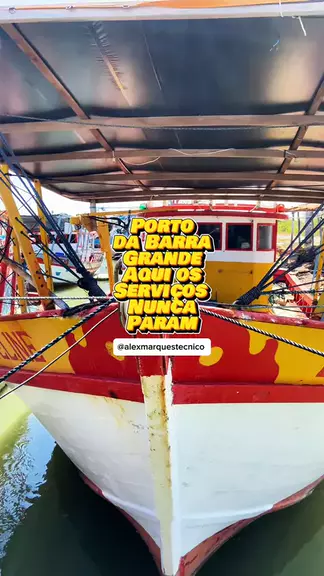 Porto
da Barra
Grande
Aqui os
Serviços
Nunca
Param
@alexmarquestecnico